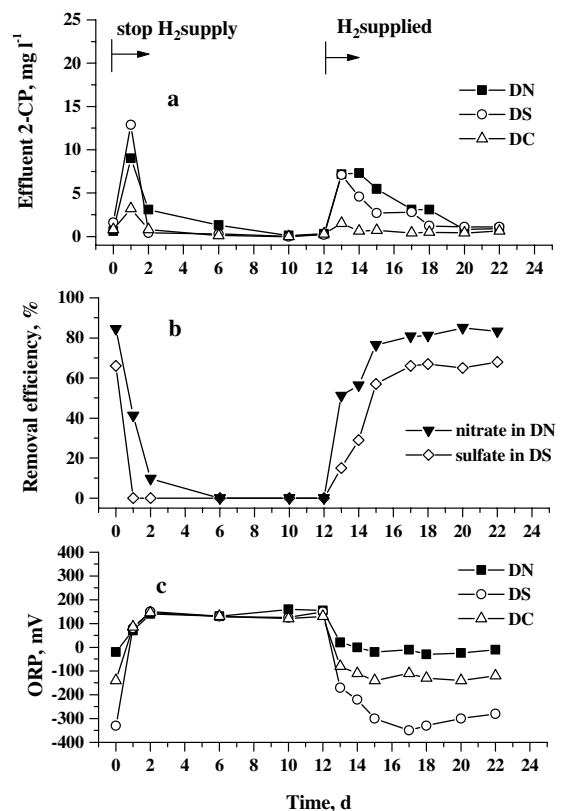 stop H₂supply
H₂supplied
a
DN
DS
DC
Effluent 2-CP, mg l⁻¹
25
20
15
10
5
0
0 2 4 6 8 10 12 14 16 18 20 22 24
b
nitrate in DN
sulfate in DS
Removal efficiency, %
100
80
60
40
20
0
0 2 4 6 8 10 12 14 16 18 20 22 24
c
DN
DS
DC
ORP, mV
400
300
200
100
0
-100
-200
-300
-400
0 2 4 6 8 10 12 14 16 18 20 22 24
Time, d